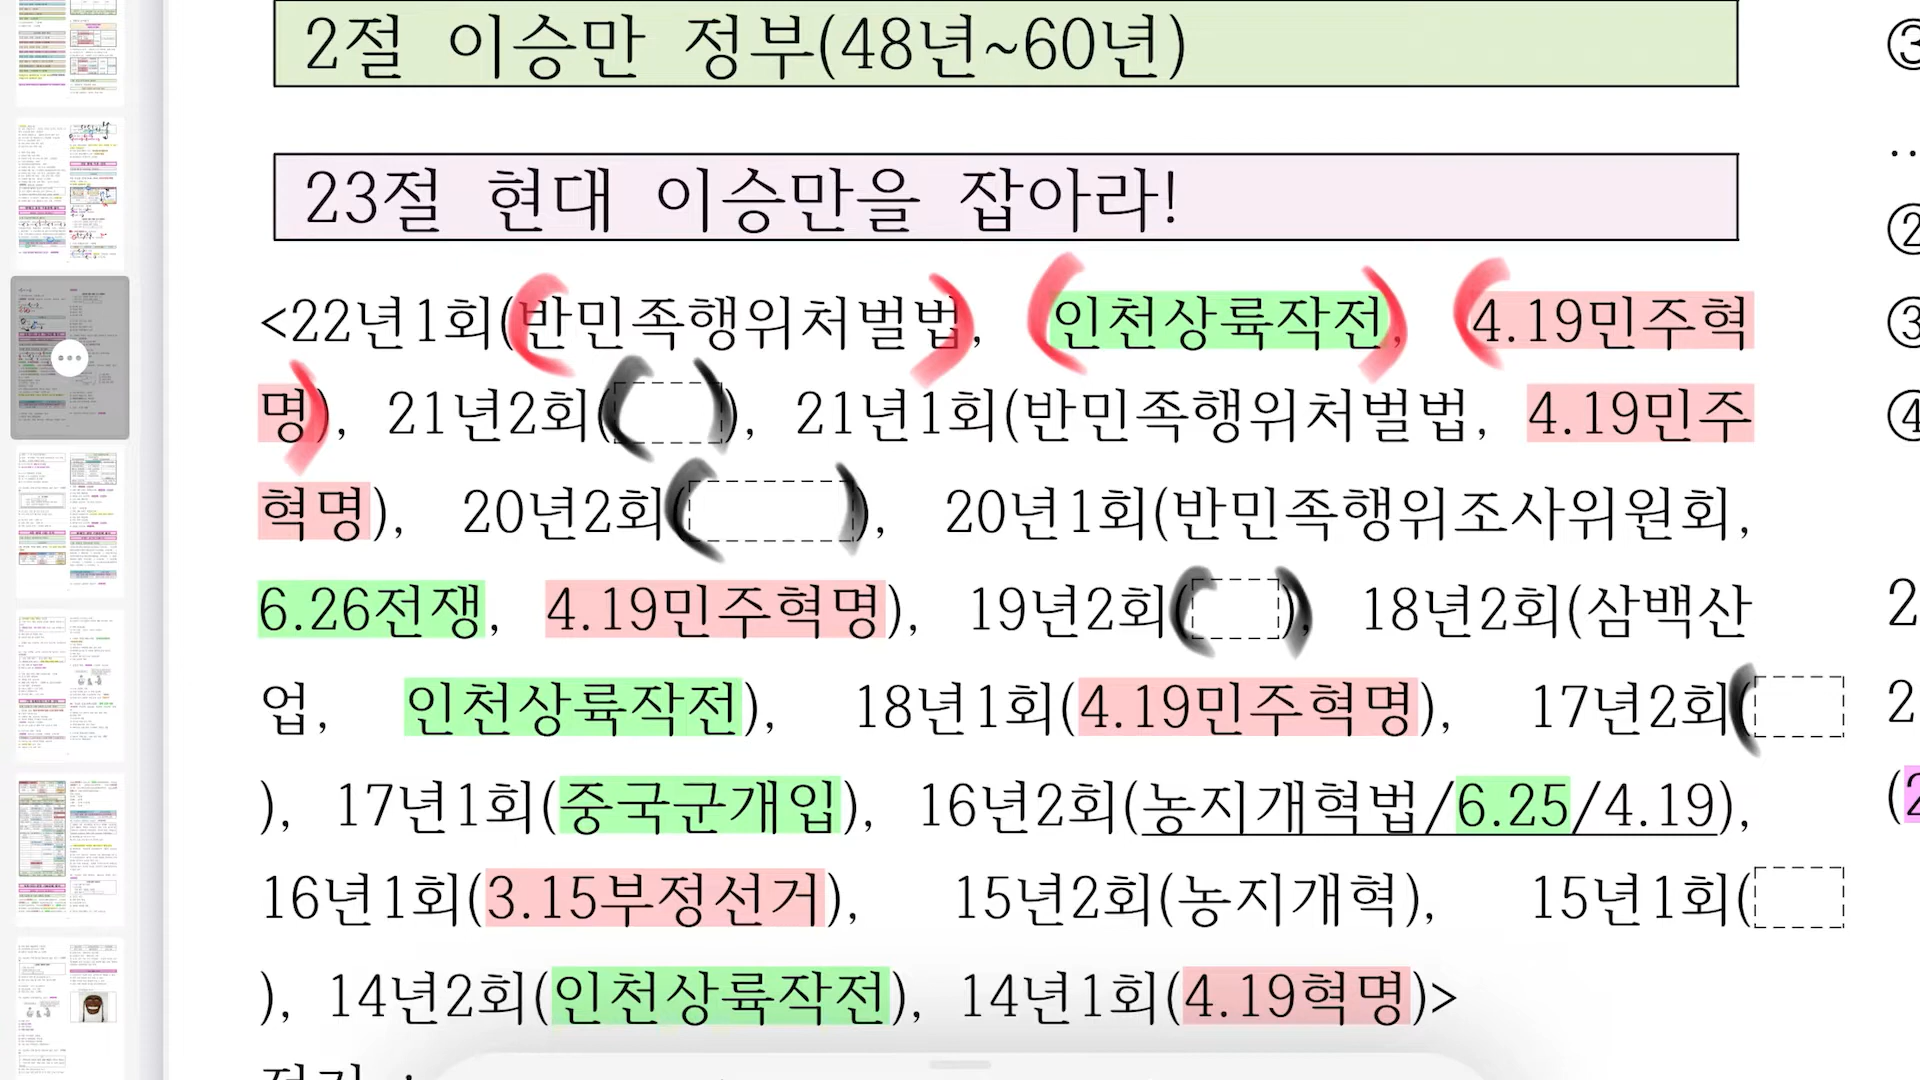 2절 이승만 정부(48년~60년)
23절 현대 이승만을 잡아라!
<22년1회(반민족행위처벌법, 인천상륙작전, 4.19민주혁
명), 21년2회( ), 21년1회(반민족행위처벌법, 4.19민주
혁명), 20년2회( ), 20년1회(반민족행위조사위원회,
6.26전쟁, 4.19민주혁명), 19년2회( ), 18년2회(삼백산
업, 인천상륙작전), 18년1회(4.19민주혁명), 17년2회(
), 17년1회(중국군개입), 16년2회(농지개혁법/6.25/4.19),
16년1회(3.15부정선거), 15년2회(농지개혁), 15년1회(
), 14년2회(인천상륙작전), 14년1회(4.19혁명)>
③
…
②
③
④
2
2
(2